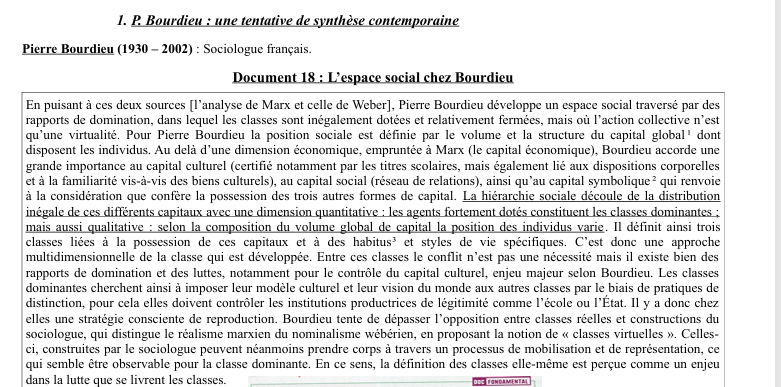 1. P. Bourdieu : une tentative de synthèse contemporaine
Pierre Bourdieu (1930 – 2002) : Sociologue français.
Document 18 : L'espace social chez Bourdieu
En puisant à ces deux sources [l'analyse de Marx et celle de Weber], Pierre Bourdieu développe un espace social traversé par des
rapports de domination, dans lequel les classes sont inégalement dotées et relativement fermées, mais où l'action collective n'est
qu'une virtualité. Pour Pierre Bourdieu la position sociale est définie par le volume et la structure du capital global¹ dont
disposent les individus. Au delà d'une dimension économique, empruntée à Marx (le capital économique), Bourdieu accorde une
grande importance au capital culturel (certifié notamment par les titres scolaires, mais également lié aux dispositions corporelles
et à la familiarité vis-à-vis des biens culturels), au capital social (réseau de relations), ainsi qu'au capital symbolique² qui renvoie
à la considération que confère la possession des trois autres formes de capital. La hiérarchie sociale découle de la distribution
inégale de ces différents capitaux avec une dimension quantitative : les agents fortement dotés constituent les classes dominantes ;
mais aussi qualitative : selon la composition du volume global de capital la position des individus varie. Il définit ainsi trois
classes liées à la possession de ces capitaux et à des habitus³ et styles de vie spécifiques. C'est donc une approche
multidimensionnelle de la classe qui est développée. Entre ces classes le conflit n'est pas une nécessité mais il existe bien des
rapports de domination et des luttes, notamment pour le contrôle du capital culturel, enjeu majeur selon Bourdieu. Les classes
dominantes cherchent ainsi à imposer leur modèle culturel et leur vision du monde aux autres classes par le biais de pratiques de
distinction, pour cela elles doivent contrôler les institutions productrices de légitimité comme l'école ou l'État. Il y a donc chez
elles une stratégie consciente de reproduction. Bourdieu tente de dépasser l'opposition entre classes réelles et constructions du
sociologue, qui distingue le réalisme marxien du nominalisme wébérien, en proposant la notion de « classes virtuelles ». Celles-
ci, construites par le sociologue peuvent néanmoins prendre corps à travers un processus de mobilisation et de représentation, ce
qui semble être observable pour la classe dominante. En ce sens, la définition des classes elle-même est perçue comme un enjeu
dans la lutte que se livrent les classes.
DOC FONDAMENTAL